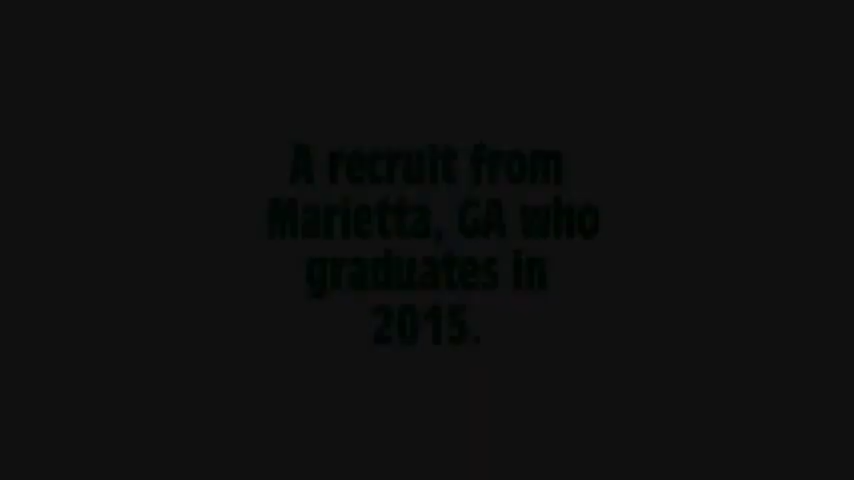 A recruit from
Marietta, GA who
graduates in
2015.